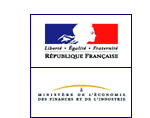 Liberté • Égalité • Fraternité
RÉPUBLIQUE FRANÇAISE
MINISTÈRE DE L'ÉCONOMIE
DES FINANCES ET DE L'INDUSTRIE